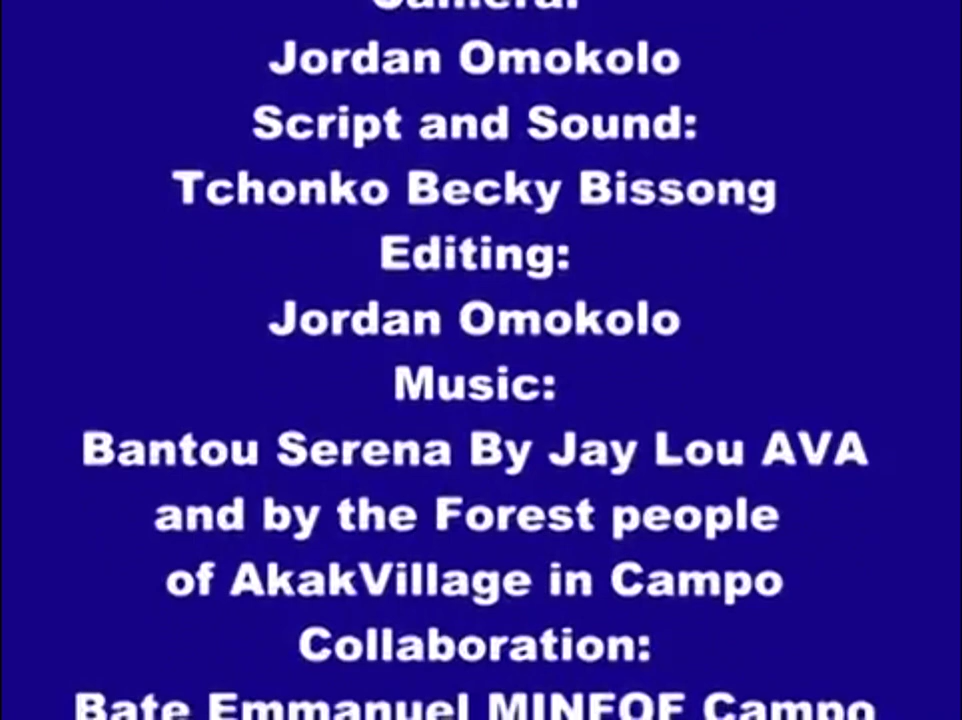 Camera:
Jordan Omokolo
Script and Sound:
Tchonko Becky Bissong
Editing:
Jordan Omokolo
Music:
Bantou Serena By Jay Lou AVA
and by the Forest people
of AkakVillage in Campo
Collaboration:
Bate Emmanuel MINFOF Campo